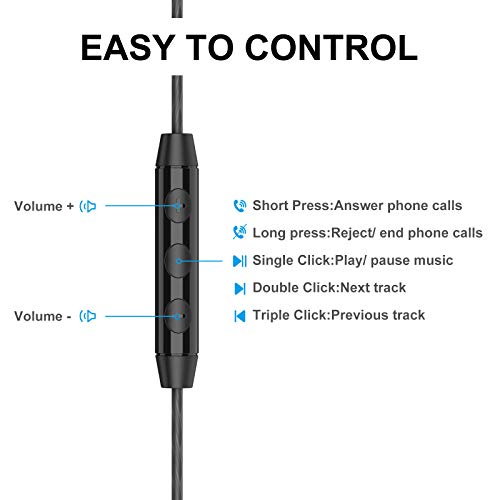 EASY TO CONTROL
Volume +
Short Press:Answer phone calls
Long press:Reject/ end phone calls
Single Click:Play/ pause music
Double Click:Next track
Volume -
Triple Click:Previous track